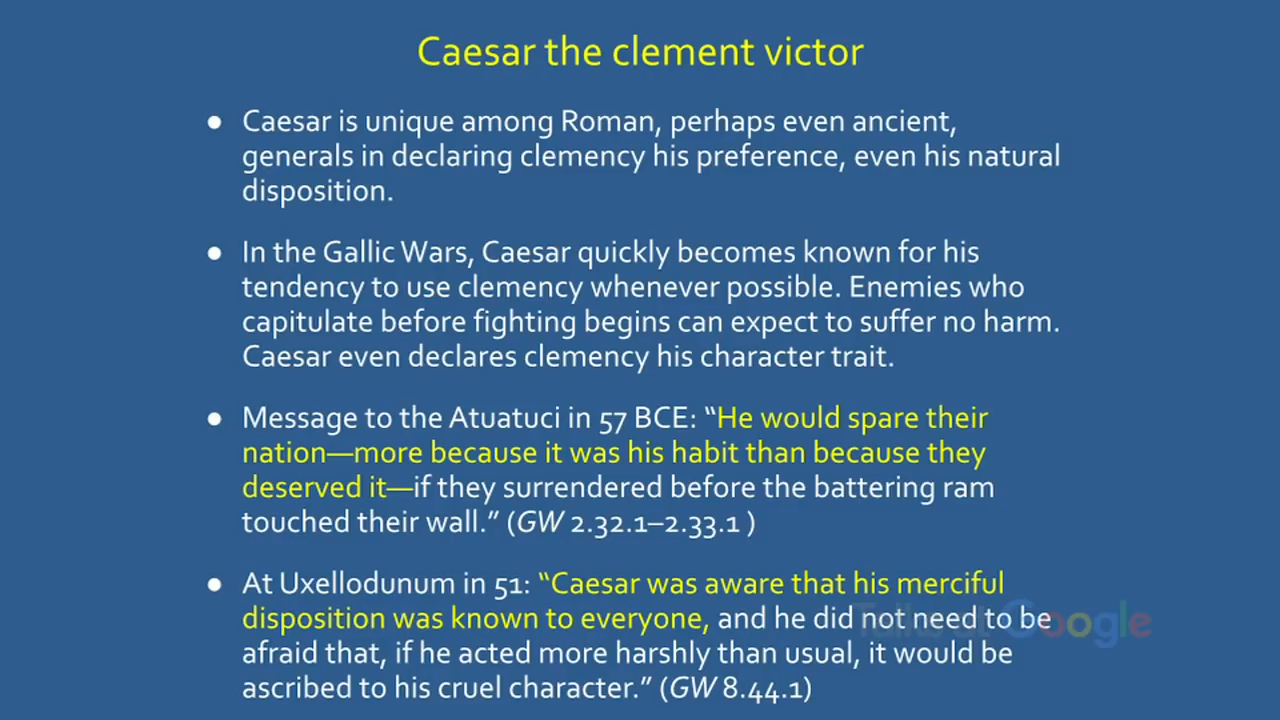 Caesar the clement victor
● Caesar is unique among Roman, perhaps even ancient,
generals in declaring clemency his preference, even his natural
disposition.
● In the Gallic Wars, Caesar quickly becomes known for his
tendency to use clemency whenever possible. Enemies who
capitulate before fighting begins can expect to suffer no harm.
Caesar even declares clemency his character trait.
● Message to the Atuatuci in 57 BCE: “He would spare their
nation—more because it was his habit than because they
deserved it—if they surrendered before the battering ram
touched their wall.” (GW 2.32.1–2.33.1 )
● At Uxellodunum in 51: “Caesar was aware that his merciful
disposition was known to everyone, and he did not need to be
afraid that, if he acted more harshly than usual, it would be
ascribed to his cruel character.” (GW 8.44.1)
Talks at Google